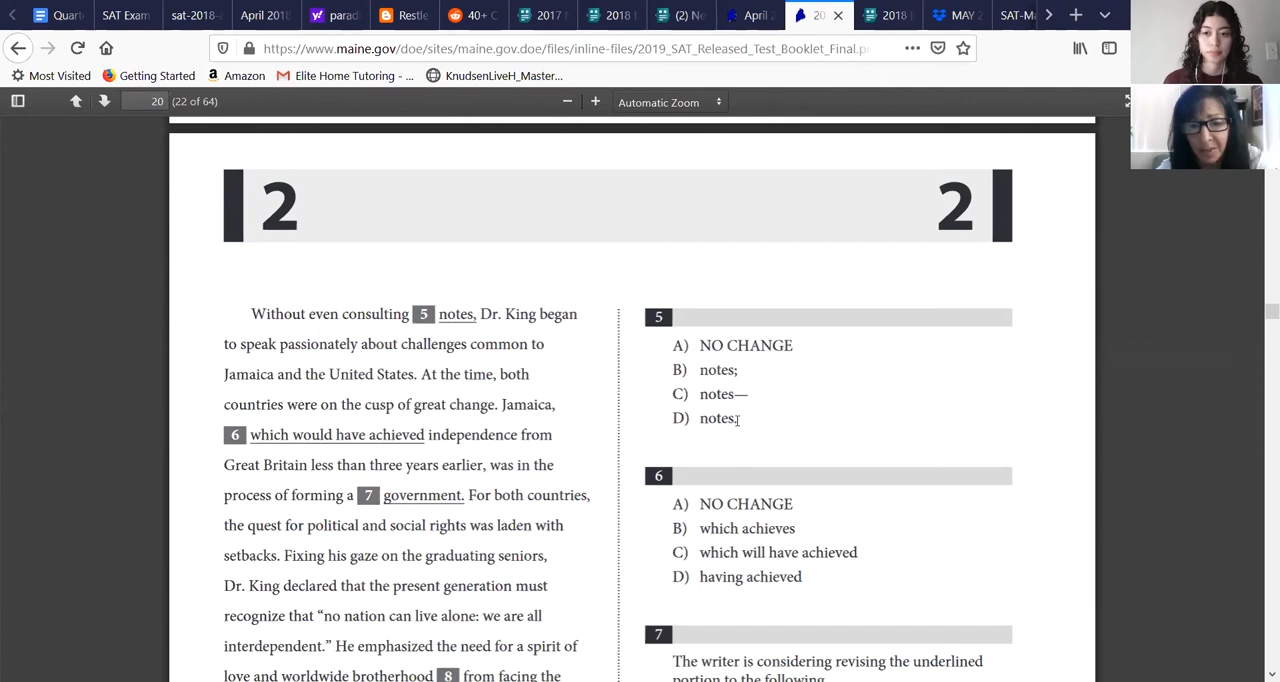 Quart
SAT Exam
sat-2018-
April 2018
parad
Restle
40+ C
2017
2018
(2) Ne
April 2
20
2018
MAY 2
SAT-Ma
https://www.maine.gov/doe/sites/maine.gov.doe/files/inline-files/2019_SAT_Released_Test_Booklet_Final.p
Most Visited
Getting Started
Amazon
Elite Home Tutoring - ...
KnudsenLiveH_Master...
20
(22 of 64)
Automatic Zoom
2
2
Without even consulting 5 notes, Dr. King began
to speak passionately about challenges common to
Jamaica and the United States. At the time, both
countries were on the cusp of great change. Jamaica,
6 which would have achieved independence from
Great Britain less than three years earlier, was in the
process of forming a 7 government. For both countries,
the quest for political and social rights was laden with
setbacks. Fixing his gaze on the graduating seniors,
Dr. King declared that the present generation must
recognize that “no nation can live alone: we are all
interdependent.” He emphasized the need for a spirit of
love and worldwide brotherhood 8 from facing the
5
A) NO CHANGE
B) notes;
C) notes—
D) notes.
6
A) NO CHANGE
B) which achieves
C) which will have achieved
D) having achieved
7
The writer is considering revising the underlined
portion to the following.